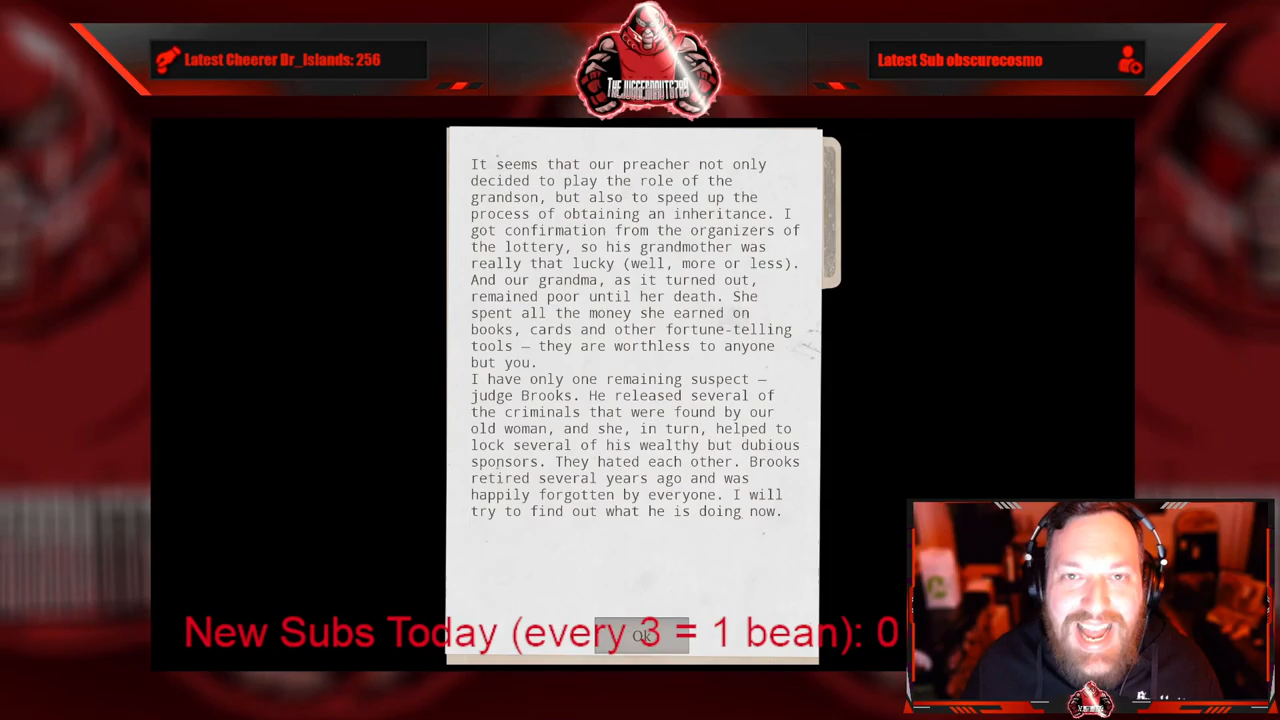 Latest Cheerer Dr_Islands: 256
THEJUGGERNAUT6789
Latest Sub obscurecosmo
It seems that our preacher not only
decided to play the role of the
grandson, but also to speed up the
process of obtaining an inheritance. I
got confirmation from the organizers of
the lottery, so his grandmother was
really that lucky (well, more or less).
And our grandma, as it turned out,
remained poor until her death. She
spent all the money she earned on
books, cards and other fortune-telling
tools — they are worthless to anyone
but you.
I have only one remaining suspect —
judge Brooks. He released several of
the criminals that were found by our
old woman, and she, in turn, helped to
lock several of his wealthy but dubious
sponsors. They hated each other. Brooks
retired several years ago and was
happily forgotten by everyone. I will
try to find out what he is doing now.
Ok
New Subs Today (every 3 = 1 bean): 0